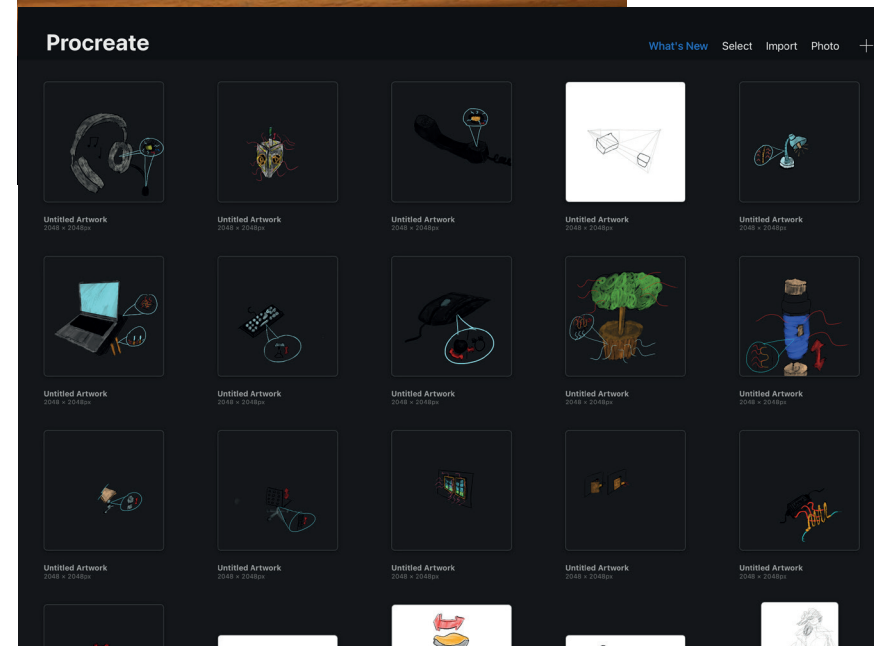 Procreate
What's New Select Import Photo
Untitled Artwork Untitled Artwork Untitled Artwork Untitled Artwork Untitled Artwork
2048 × 2048px 2048 × 2048px 2048 × 2048px 2048 × 2048px 2048 × 2048px
Untitled Artwork Untitled Artwork Untitled Artwork Untitled Artwork Untitled Artwork
2048 × 2048px 2048 × 2048px 2048 × 2048px 2048 × 2048px 2048 × 2048px
Untitled Artwork Untitled Artwork Untitled Artwork Untitled Artwork Untitled Artwork
2048 × 2048px 2048 × 2048px 2048 × 2048px 2048 × 2048px 2048 × 2048px